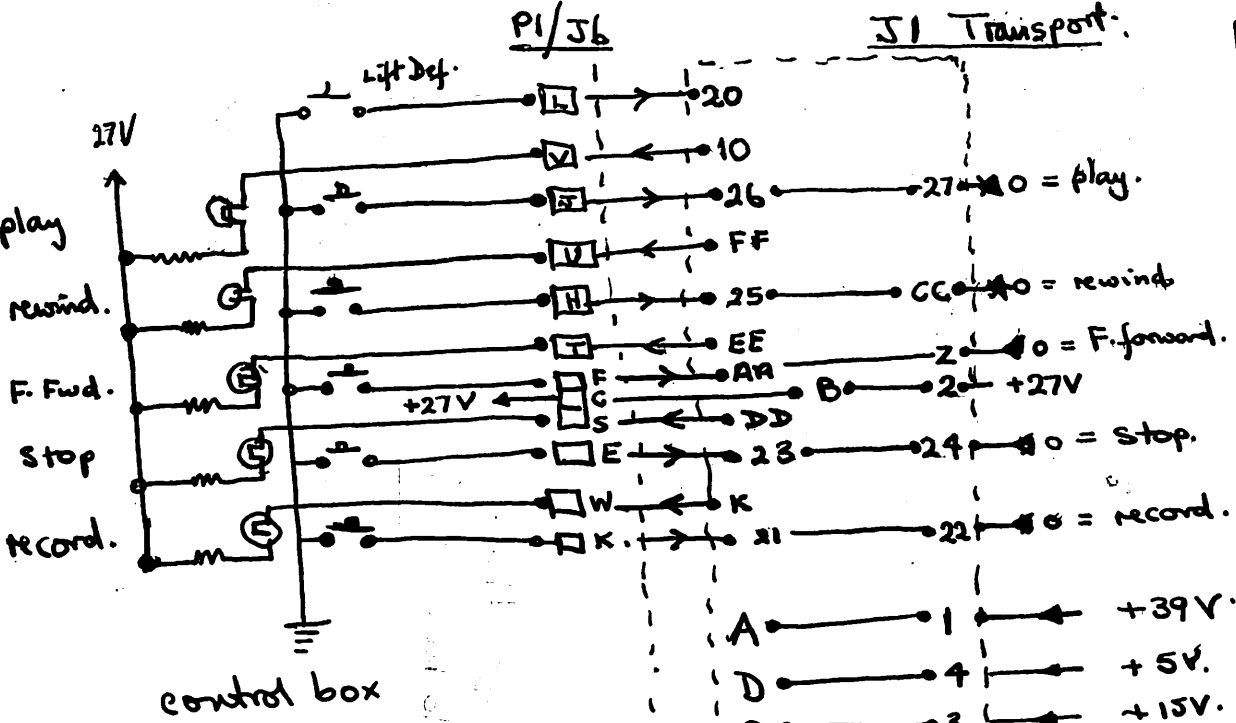 P1/J6 J1 Transport.
Lift Def.
L 20
27V
V 10
J 26 27 0 = play.
play
U FF
rewind. H 25 CC 0 = rewind
T EE
F AA Z 0 = F.forward.
F. Fwd. +27V G B 2 +27V
S DD
Stop E 23 24 0 = Stop.
W K
record. K. 21 22 0 = record.
A 1 +39V.
D 4 +5V.
control box
3 +15V.